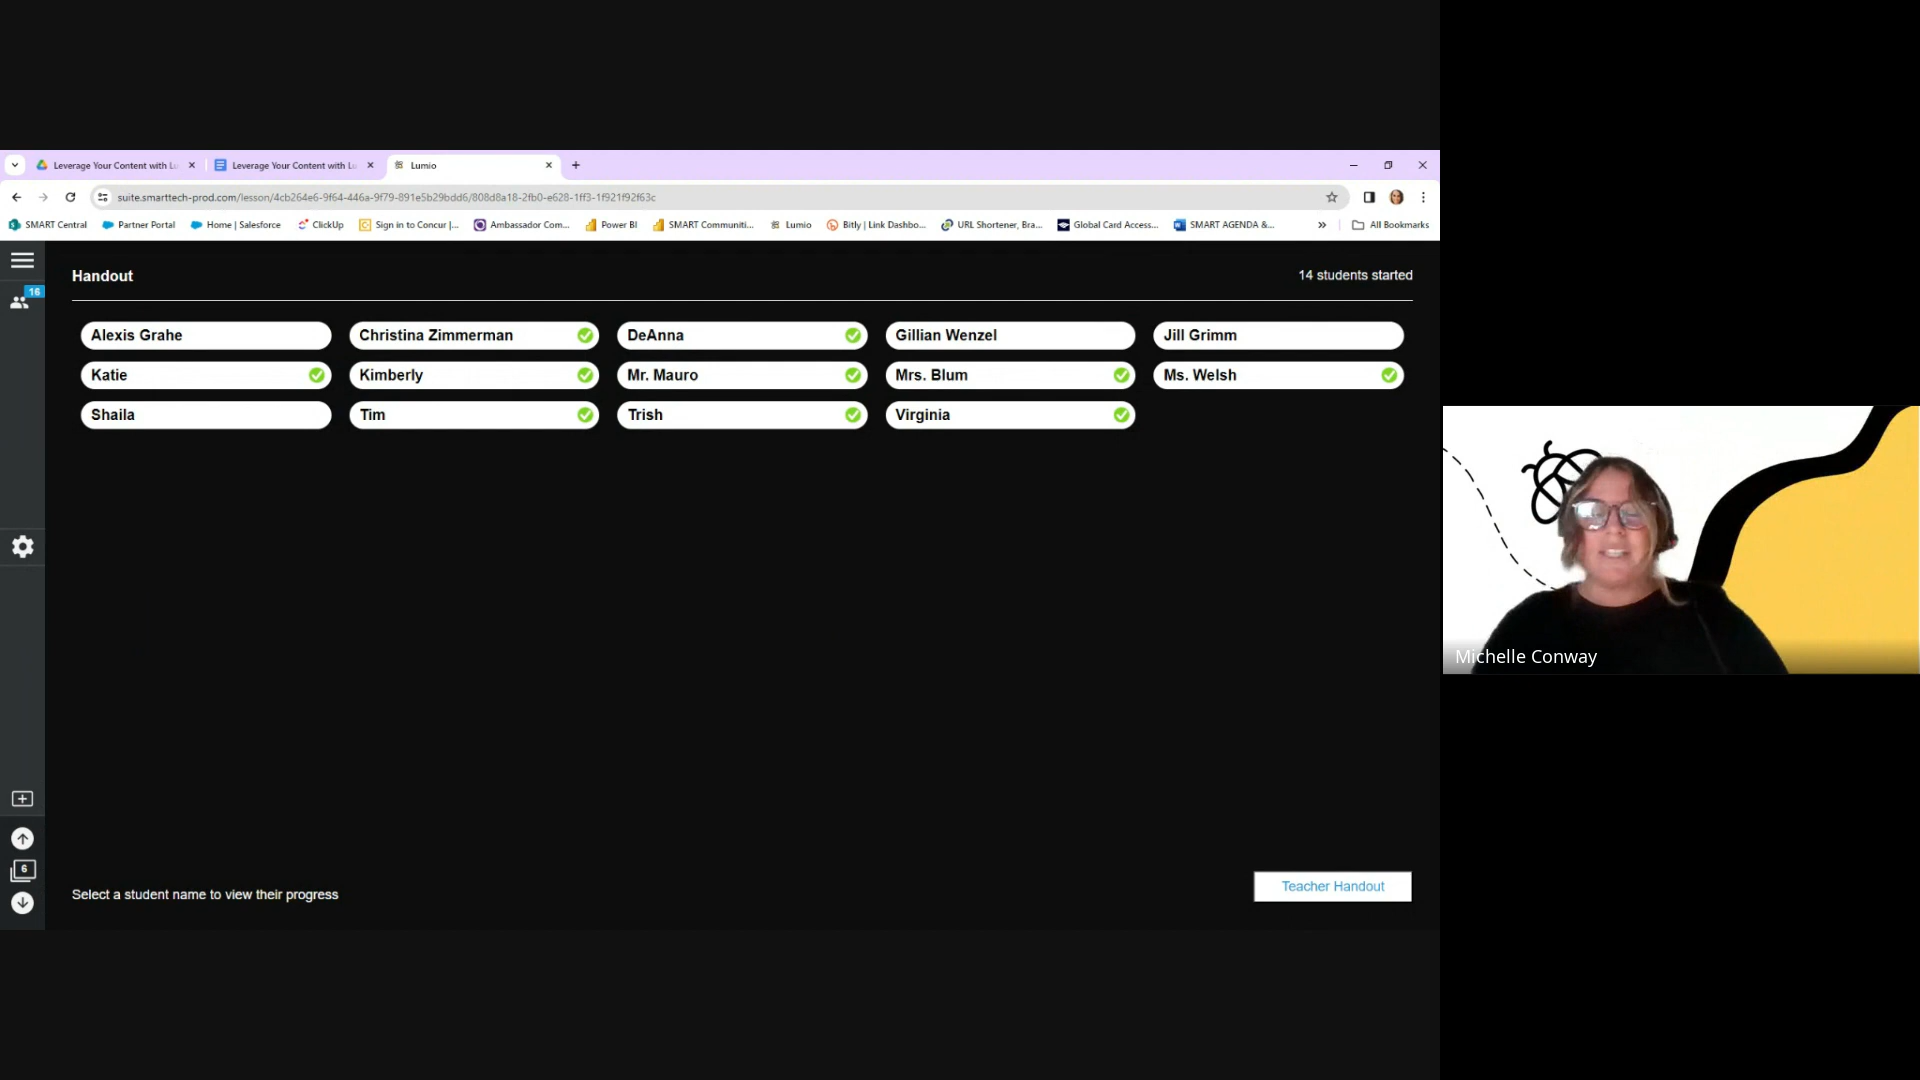 Leverage Your Content with Lu
Leverage Your Content with Lu
Lumio
suite.smarttech-prod.com/lesson/4cb264e6-9f64-446a-9f79-891e5b29bdd6/808d8a18-2fb0-e628-1ff3-1f921f92f63c
SMART Central
Partner Portal
Home | Salesforce
ClickUp
Sign in to Concur |...
Ambassador Com...
Power BI
SMART Communiti...
Lumio
Bitly | Link Dashbo...
URL Shortener, Bra...
Global Card Access...
SMART AGENDA &...
All Bookmarks
16
Handout
14 students started
Alexis Grahe
Christina Zimmerman
DeAnna
Gillian Wenzel
Jill Grimm
Katie
Kimberly
Mr. Mauro
Mrs. Blum
Ms. Welsh
Shaila
Tim
Trish
Virginia
Michelle Conway
6
Select a student name to view their progress
Teacher Handout